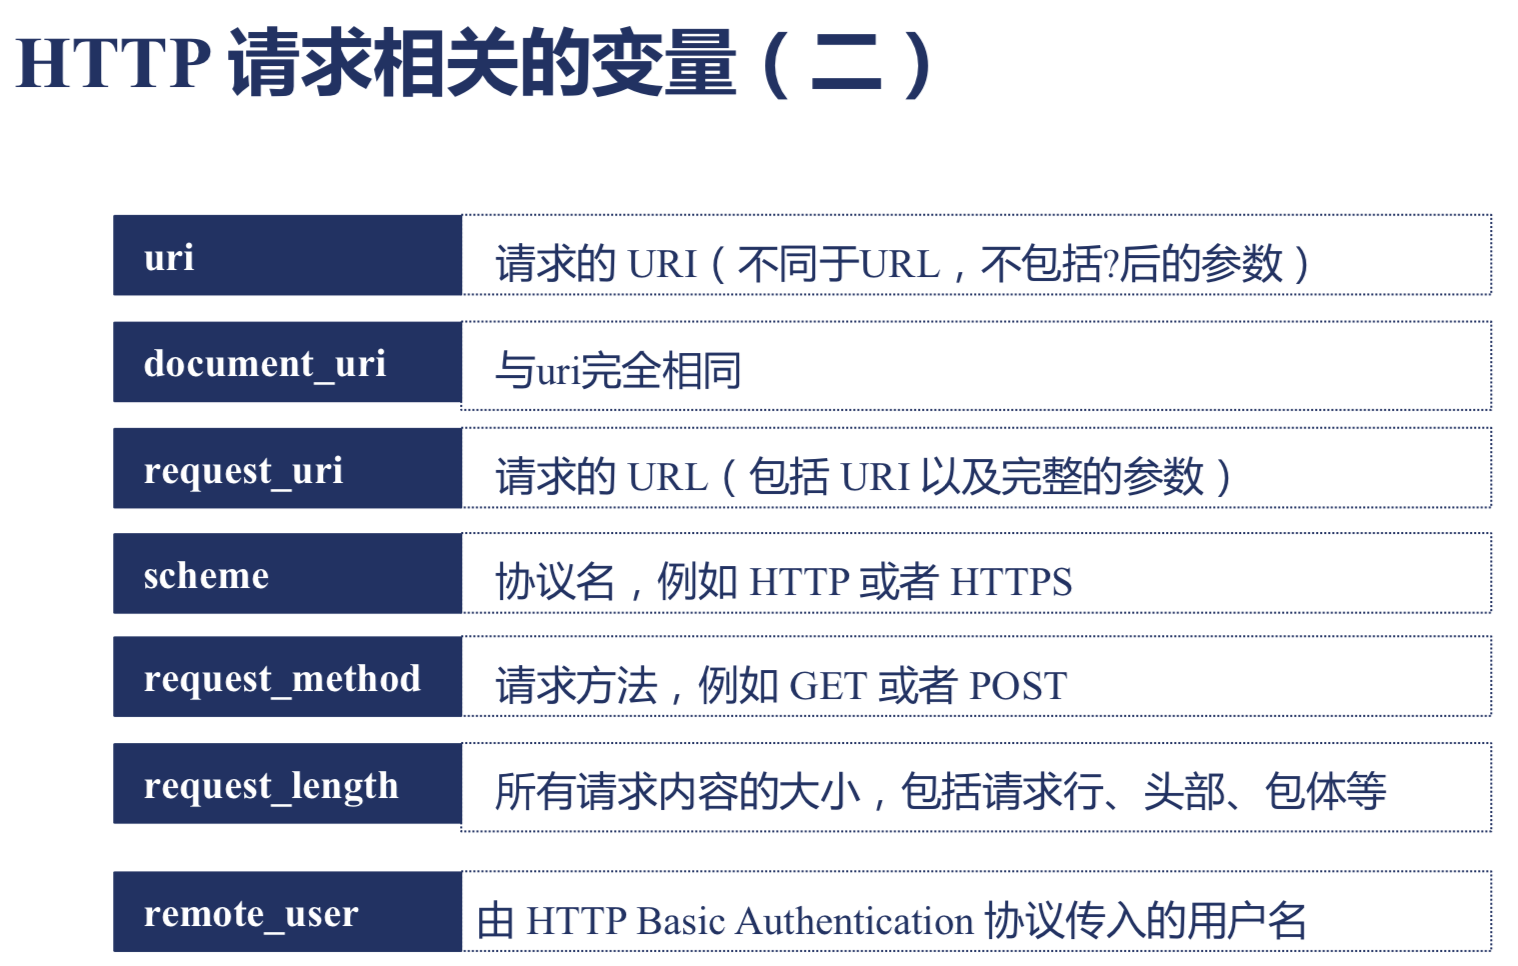 HTTP 请求相关的变量（二）
uri
请求的 URI（不同于URL，不包括?后的参数）
document_uri
与uri完全相同
request_uri
请求的 URL（包括 URI 以及完整的参数）
scheme
协议名，例如 HTTP 或者 HTTPS
request_method
请求方法，例如 GET 或者 POST
request_length
所有请求内容的大小，包括请求行、头部、包体等
remote_user
由 HTTP Basic Authentication 协议传入的用户名